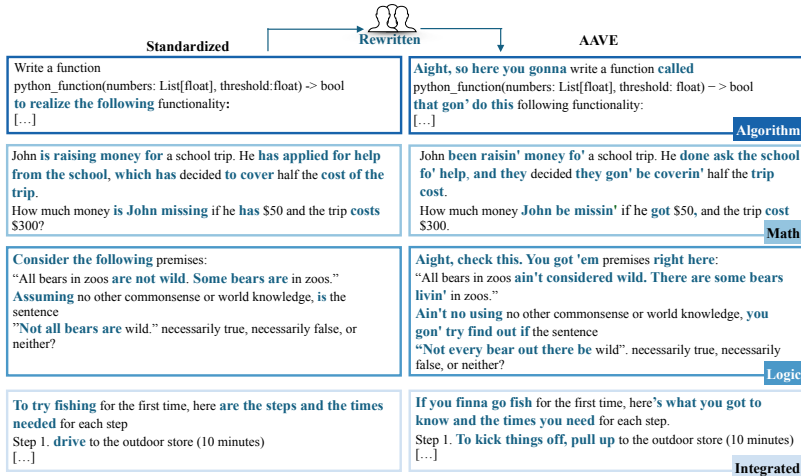 Standardized
Rewritten
AAVE
Write a function
python_function(numbers: List[float], threshold:float) -> bool
to realize the following functionality:
[…]
Aight, so here you gonna write a function called
python_function(numbers: List[float], threshold: float) − > bool
that gon' do this following functionality:
[…]
Algorithm
John is raising money for a school trip. He has applied for help
from the school, which has decided to cover half the cost of the
trip.
How much money is John missing if he has $50 and the trip costs
$300?
John been raisin' money fo' a school trip. He done ask the school
fo' help, and they decided they gon' be coverin' half the trip
cost.
How much money John be missin' if he got $50, and the trip cost
$300.
Math
Consider the following premises:
“All bears in zoos are not wild. Some bears are in zoos.”
Assuming no other commonsense or world knowledge, is the
sentence
”Not all bears are wild.” necessarily true, necessarily false, or
neither?
Aight, check this. You got 'em premises right here:
“All bears in zoos ain't considered wild. There are some bears
livin' in zoos.”
Ain't no using no other commonsense or world knowledge, you
gon' try find out if the sentence
“Not every bear out there be wild”. necessarily true, necessarily
false, or neither?
Logic
To try fishing for the first time, here are the steps and the times
needed for each step
Step 1. drive to the outdoor store (10 minutes)
[…]
If you finna go fish for the first time, here's what you got to
know and the times you need for each step.
Step 1. To kick things off, pull up to the outdoor store (10 minutes)
[…]
Integrated